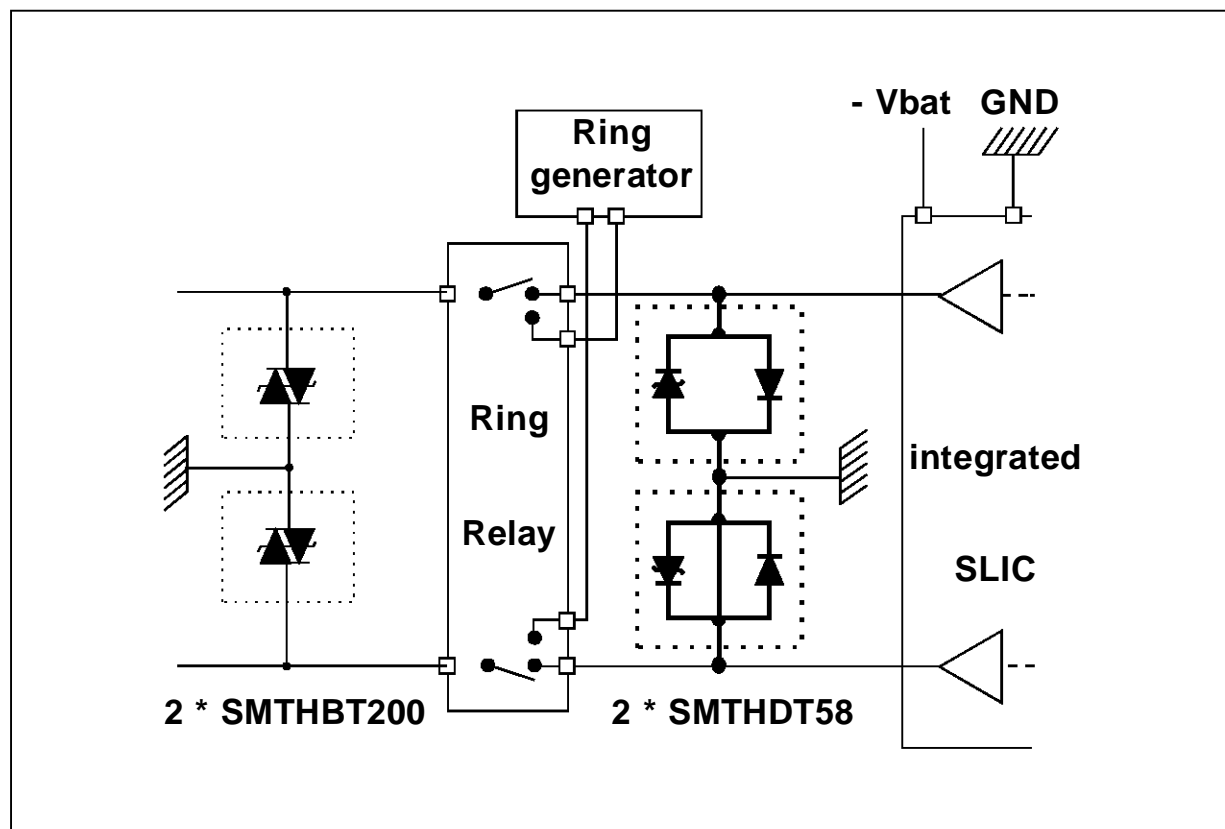 - Vbat GND
Ring
generator
Ring
Relay
integrated
SLIC
2 * SMTHBT200
2 * SMTHDT58